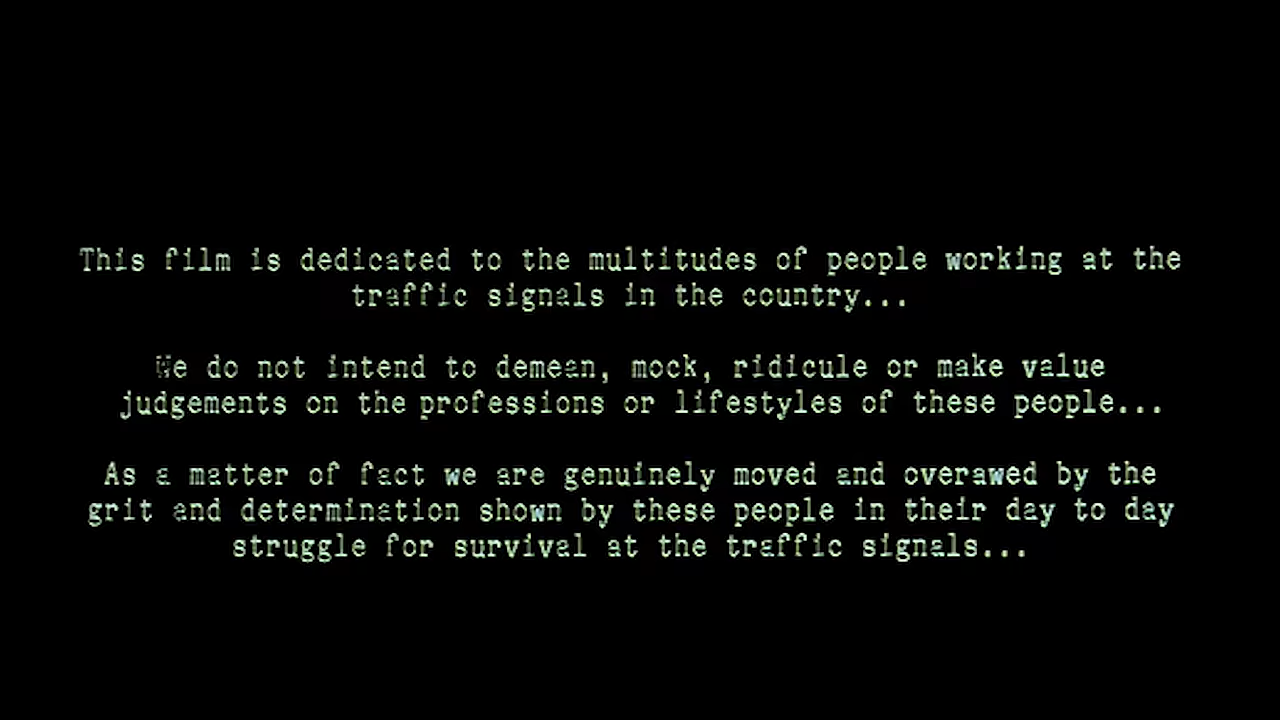 This film is dedicated to the multitudes of people working at the
traffic signals in the country...
We do not intend to demean, mock, ridicule or make value
judgements on the professions or lifestyles of these people...
As a matter of fact we are genuinely moved and overawed by the
grit and determination shown by these people in their day to day
struggle for survival at the traffic signals...